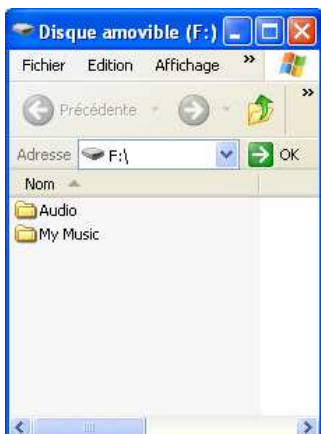 Disque amovible (F:)
Fichier Edition Affichage »
Précédente »
Adresse F:\ OK
Nom
Audio
My Music